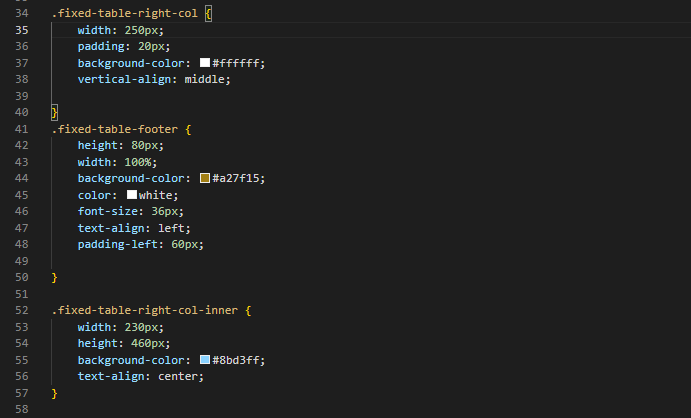 34 .fixed-table-right-col {
35 width: 250px;
36 padding: 20px;
37 background-color: #ffffff;
38 vertical-align: middle;
39
40 }
41 .fixed-table-footer {
42 height: 80px;
43 width: 100%;
44 background-color: #a27f15;
45 color: white;
46 font-size: 36px;
47 text-align: left;
48 padding-left: 60px;
49
50 }
51
52 .fixed-table-right-col-inner {
53 width: 230px;
54 height: 460px;
55 background-color: #8bd3ff;
56 text-align: center;
57 }
58